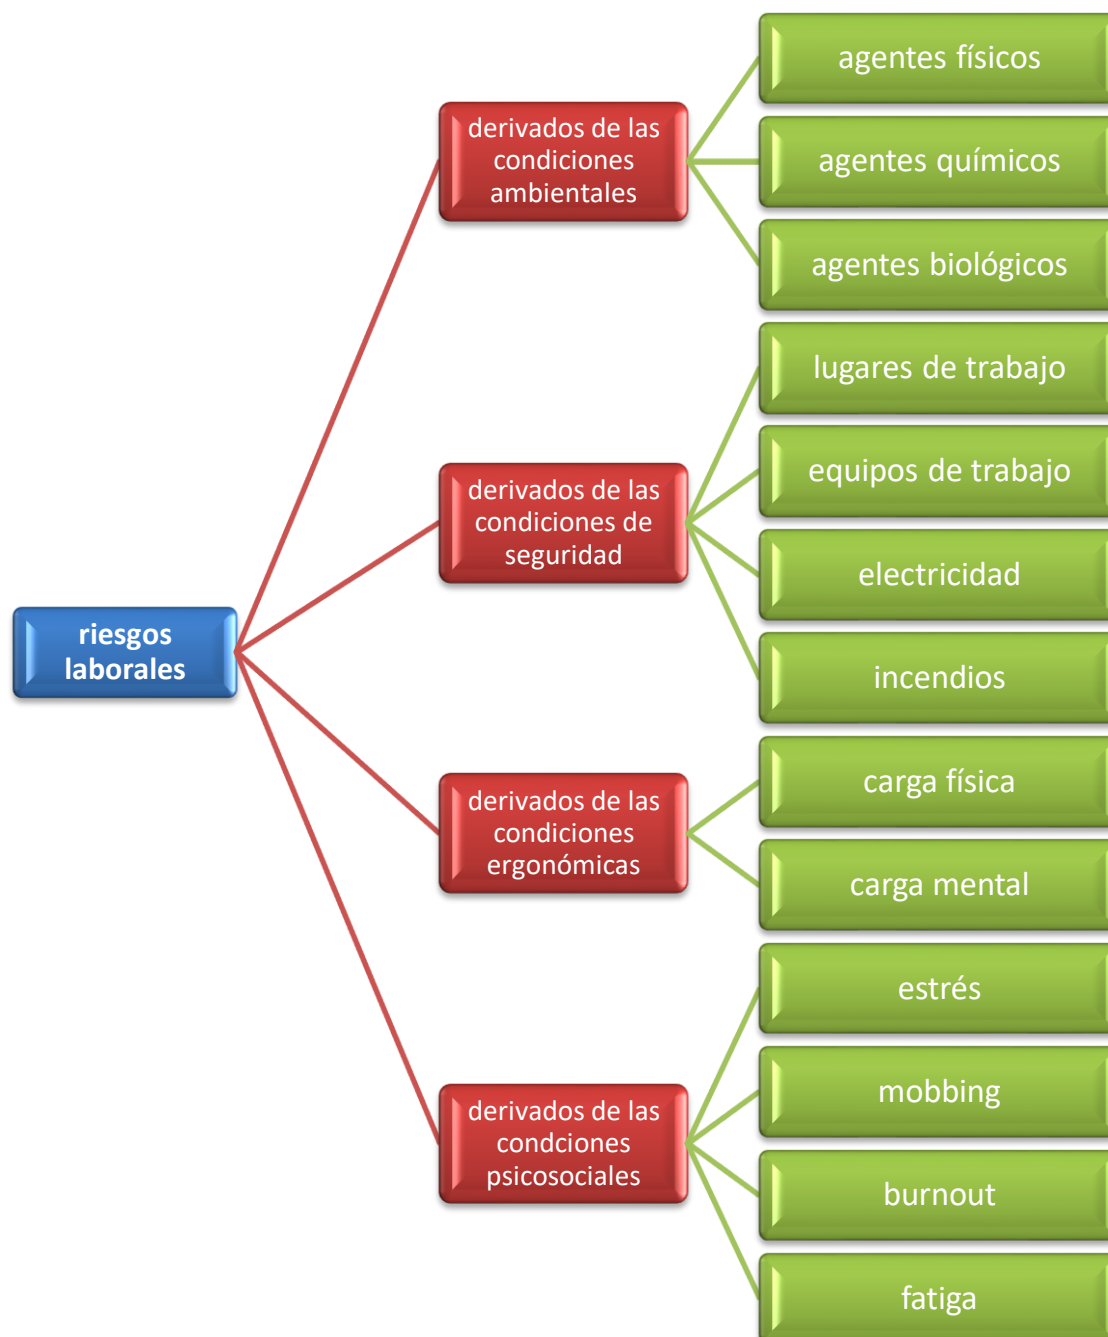 riesgos
laborales
derivados de las
condiciones
ambientales
agentes físicos
agentes químicos
agentes biológicos
derivados de las
condiciones de
seguridad
lugares de trabajo
equipos de trabajo
electricidad
incendios
derivados de las
condiciones
ergonómicas
carga física
carga mental
derivados de las
condciones
psicosociales
estrés
mobbing
burnout
fatiga